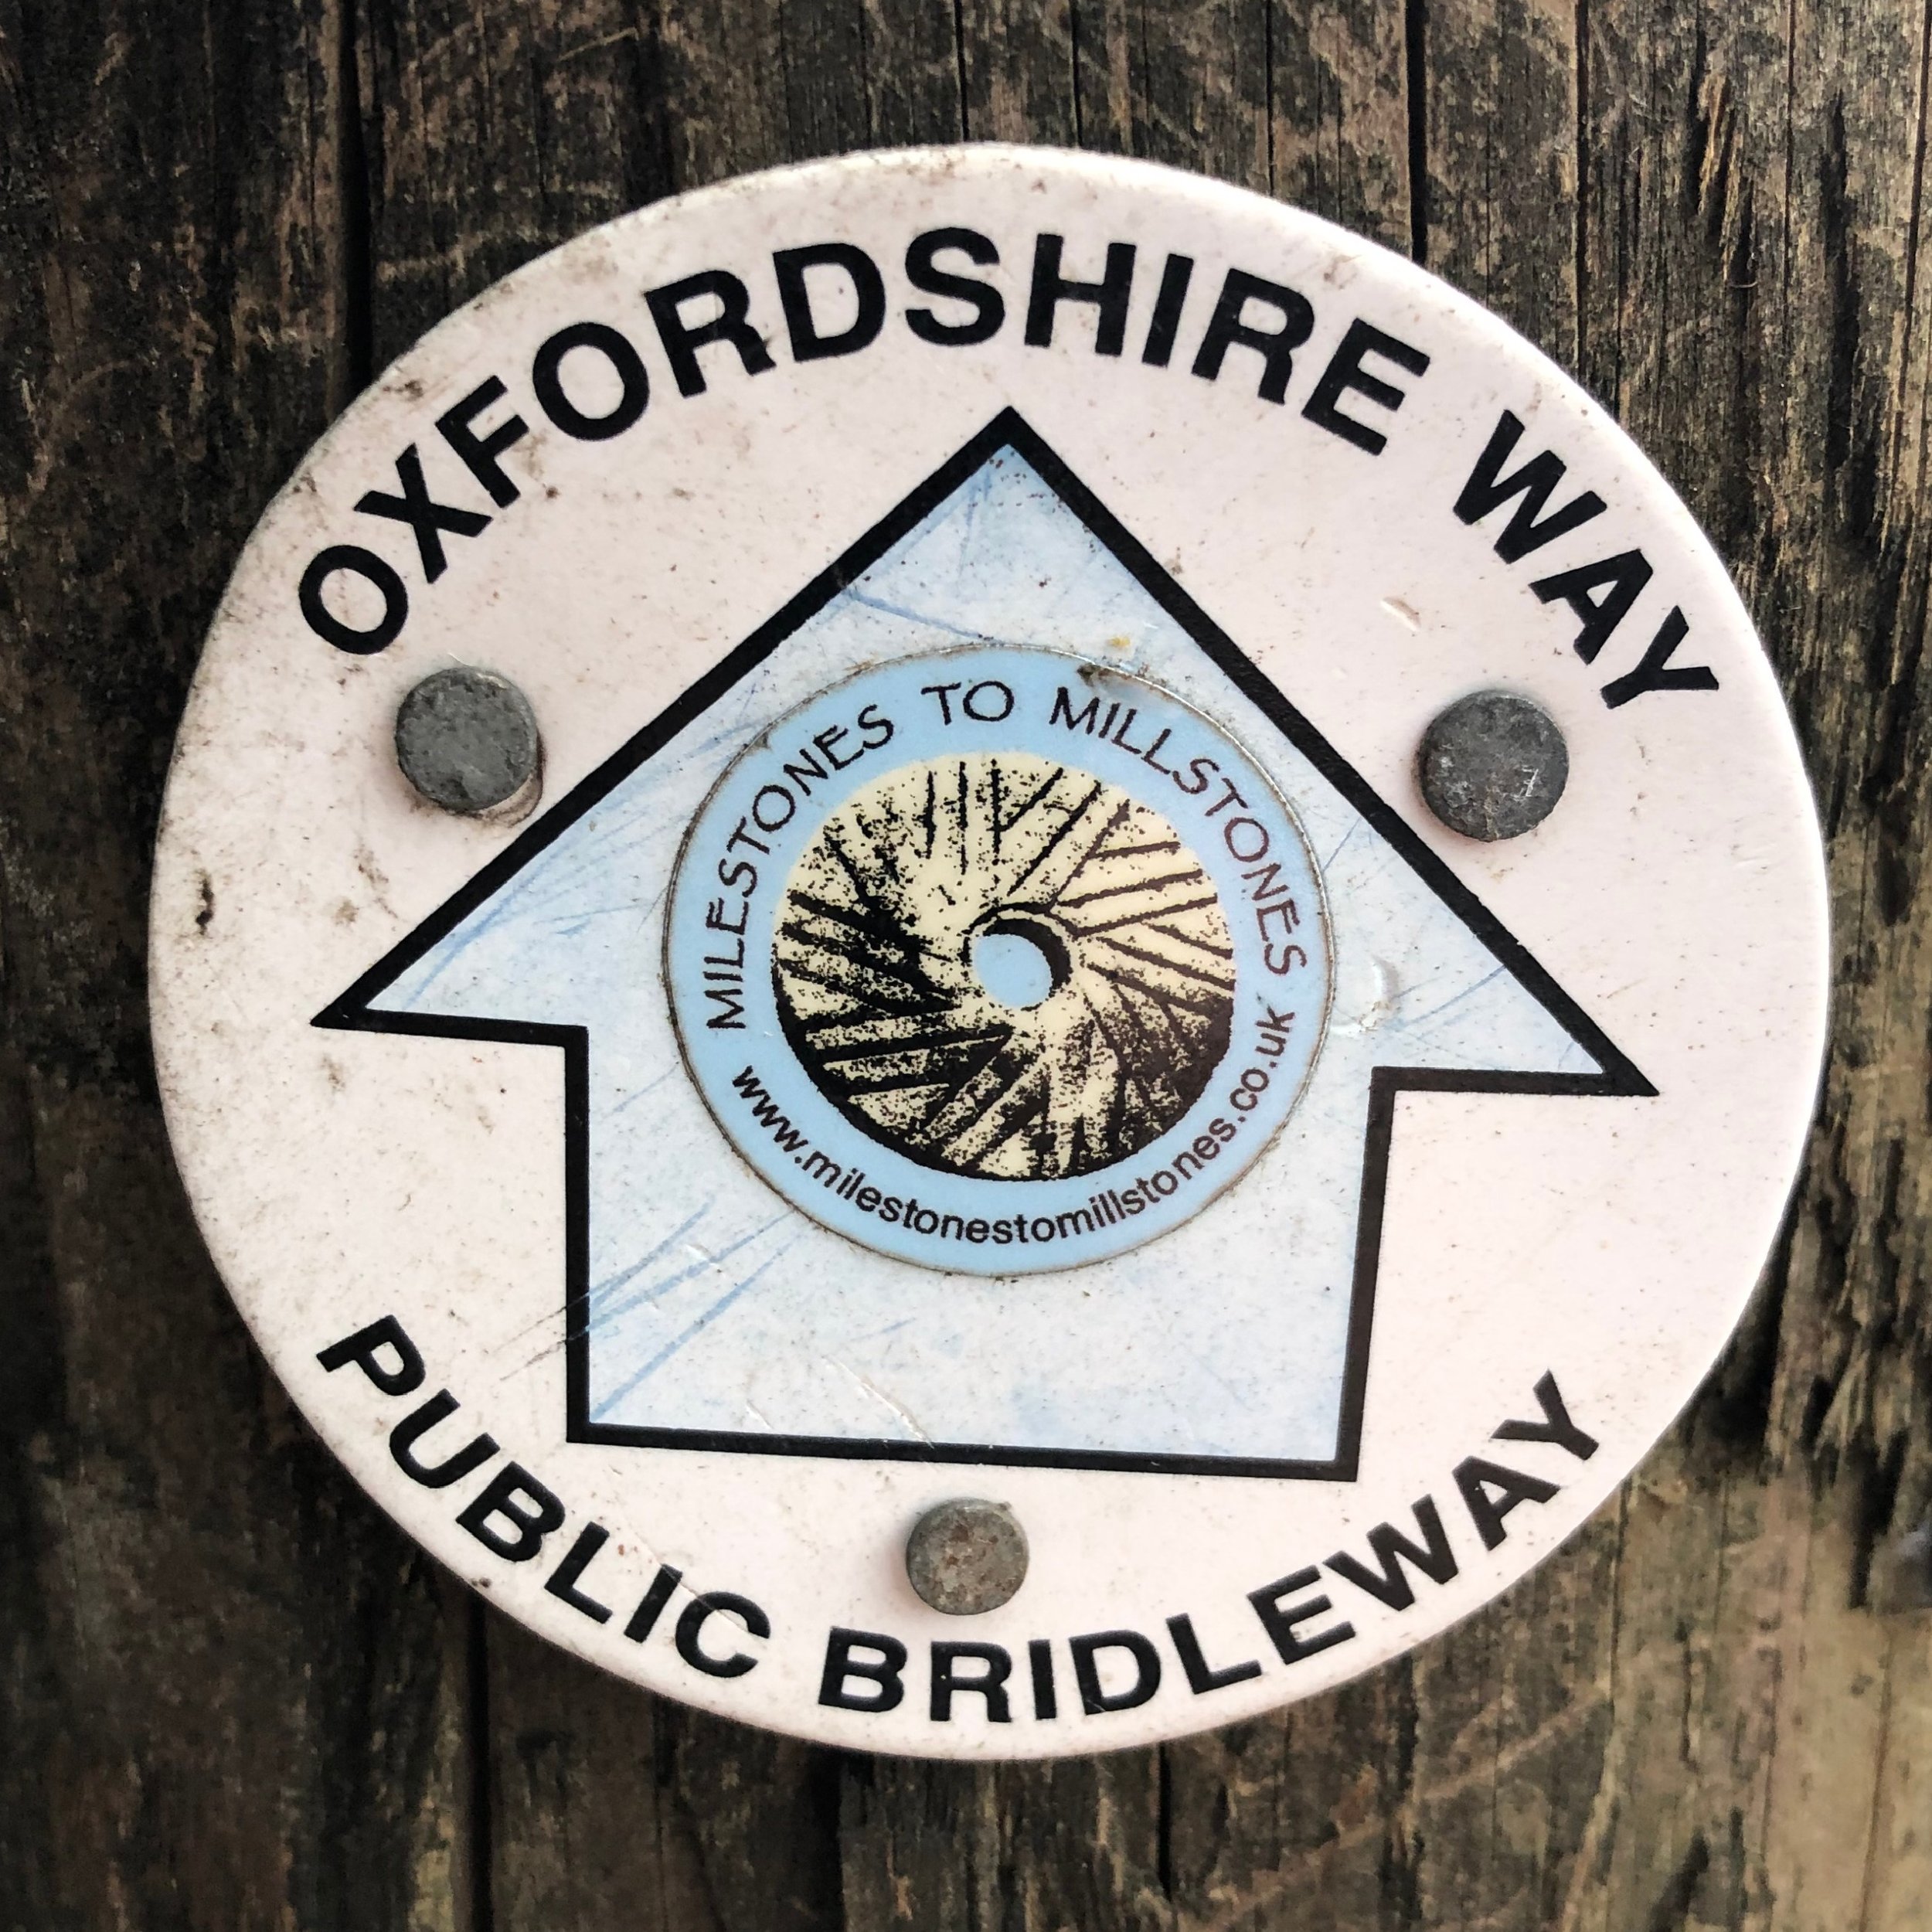 OXFORDSHIRE WAY
MILESTONES TO MILLSTONES
www.milestonestomillstones.co.uk
PUBLIC BRIDLEWAY